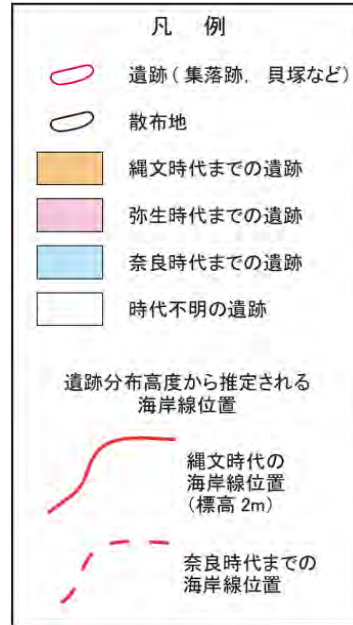 凡 例
遺跡(集落跡, 貝塚など)
散布地
縄文時代までの遺跡
弥生時代までの遺跡
奈良時代までの遺跡
時代不明の遺跡
遺跡分布高度から推定される
海岸線位置
縄文時代の
海岸線位置
(標高 2m)
奈良時代までの
海岸線位置